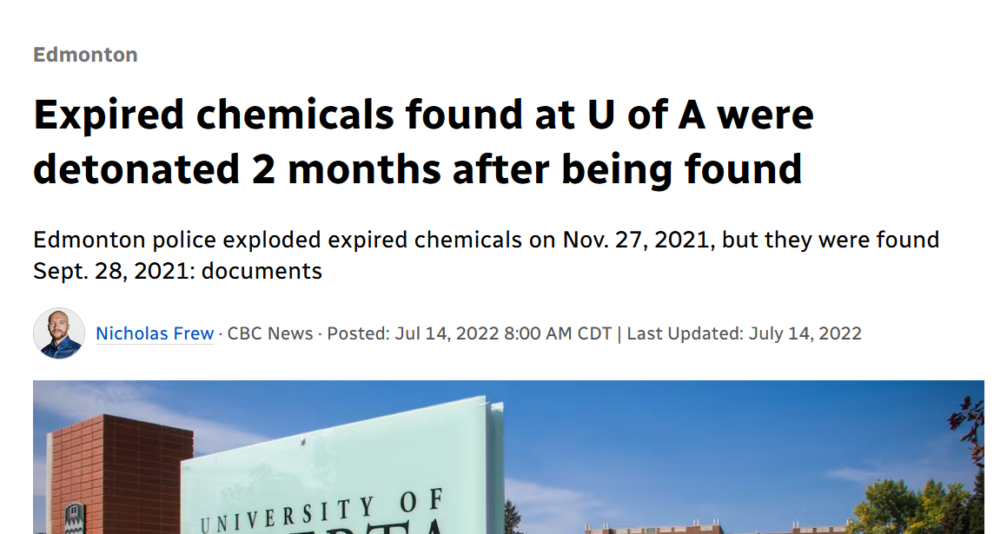 Edmonton
Expired chemicals found at U of A were
detonated 2 months after being found
Edmonton police exploded expired chemicals on Nov. 27, 2021, but they were found
Sept. 28, 2021: documents
Nicholas Frew · CBC News · Posted: Jul 14, 2022 8:00 AM CDT | Last Updated: July 14, 2022
UNIVERSITY OF